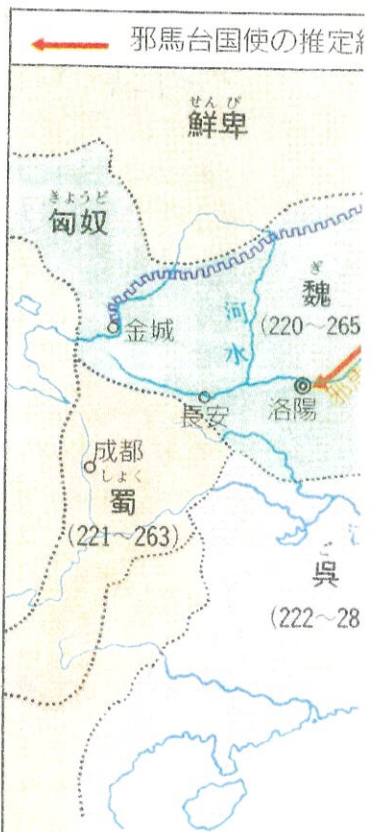 邪馬台国使の推定
せんぴ
鮮卑
きょうど
匈奴
ぎ
魏
(220～265
河水
金城
長安
洛陽
成都
しょく
蜀
(221～263)
ご
呉
(222～28